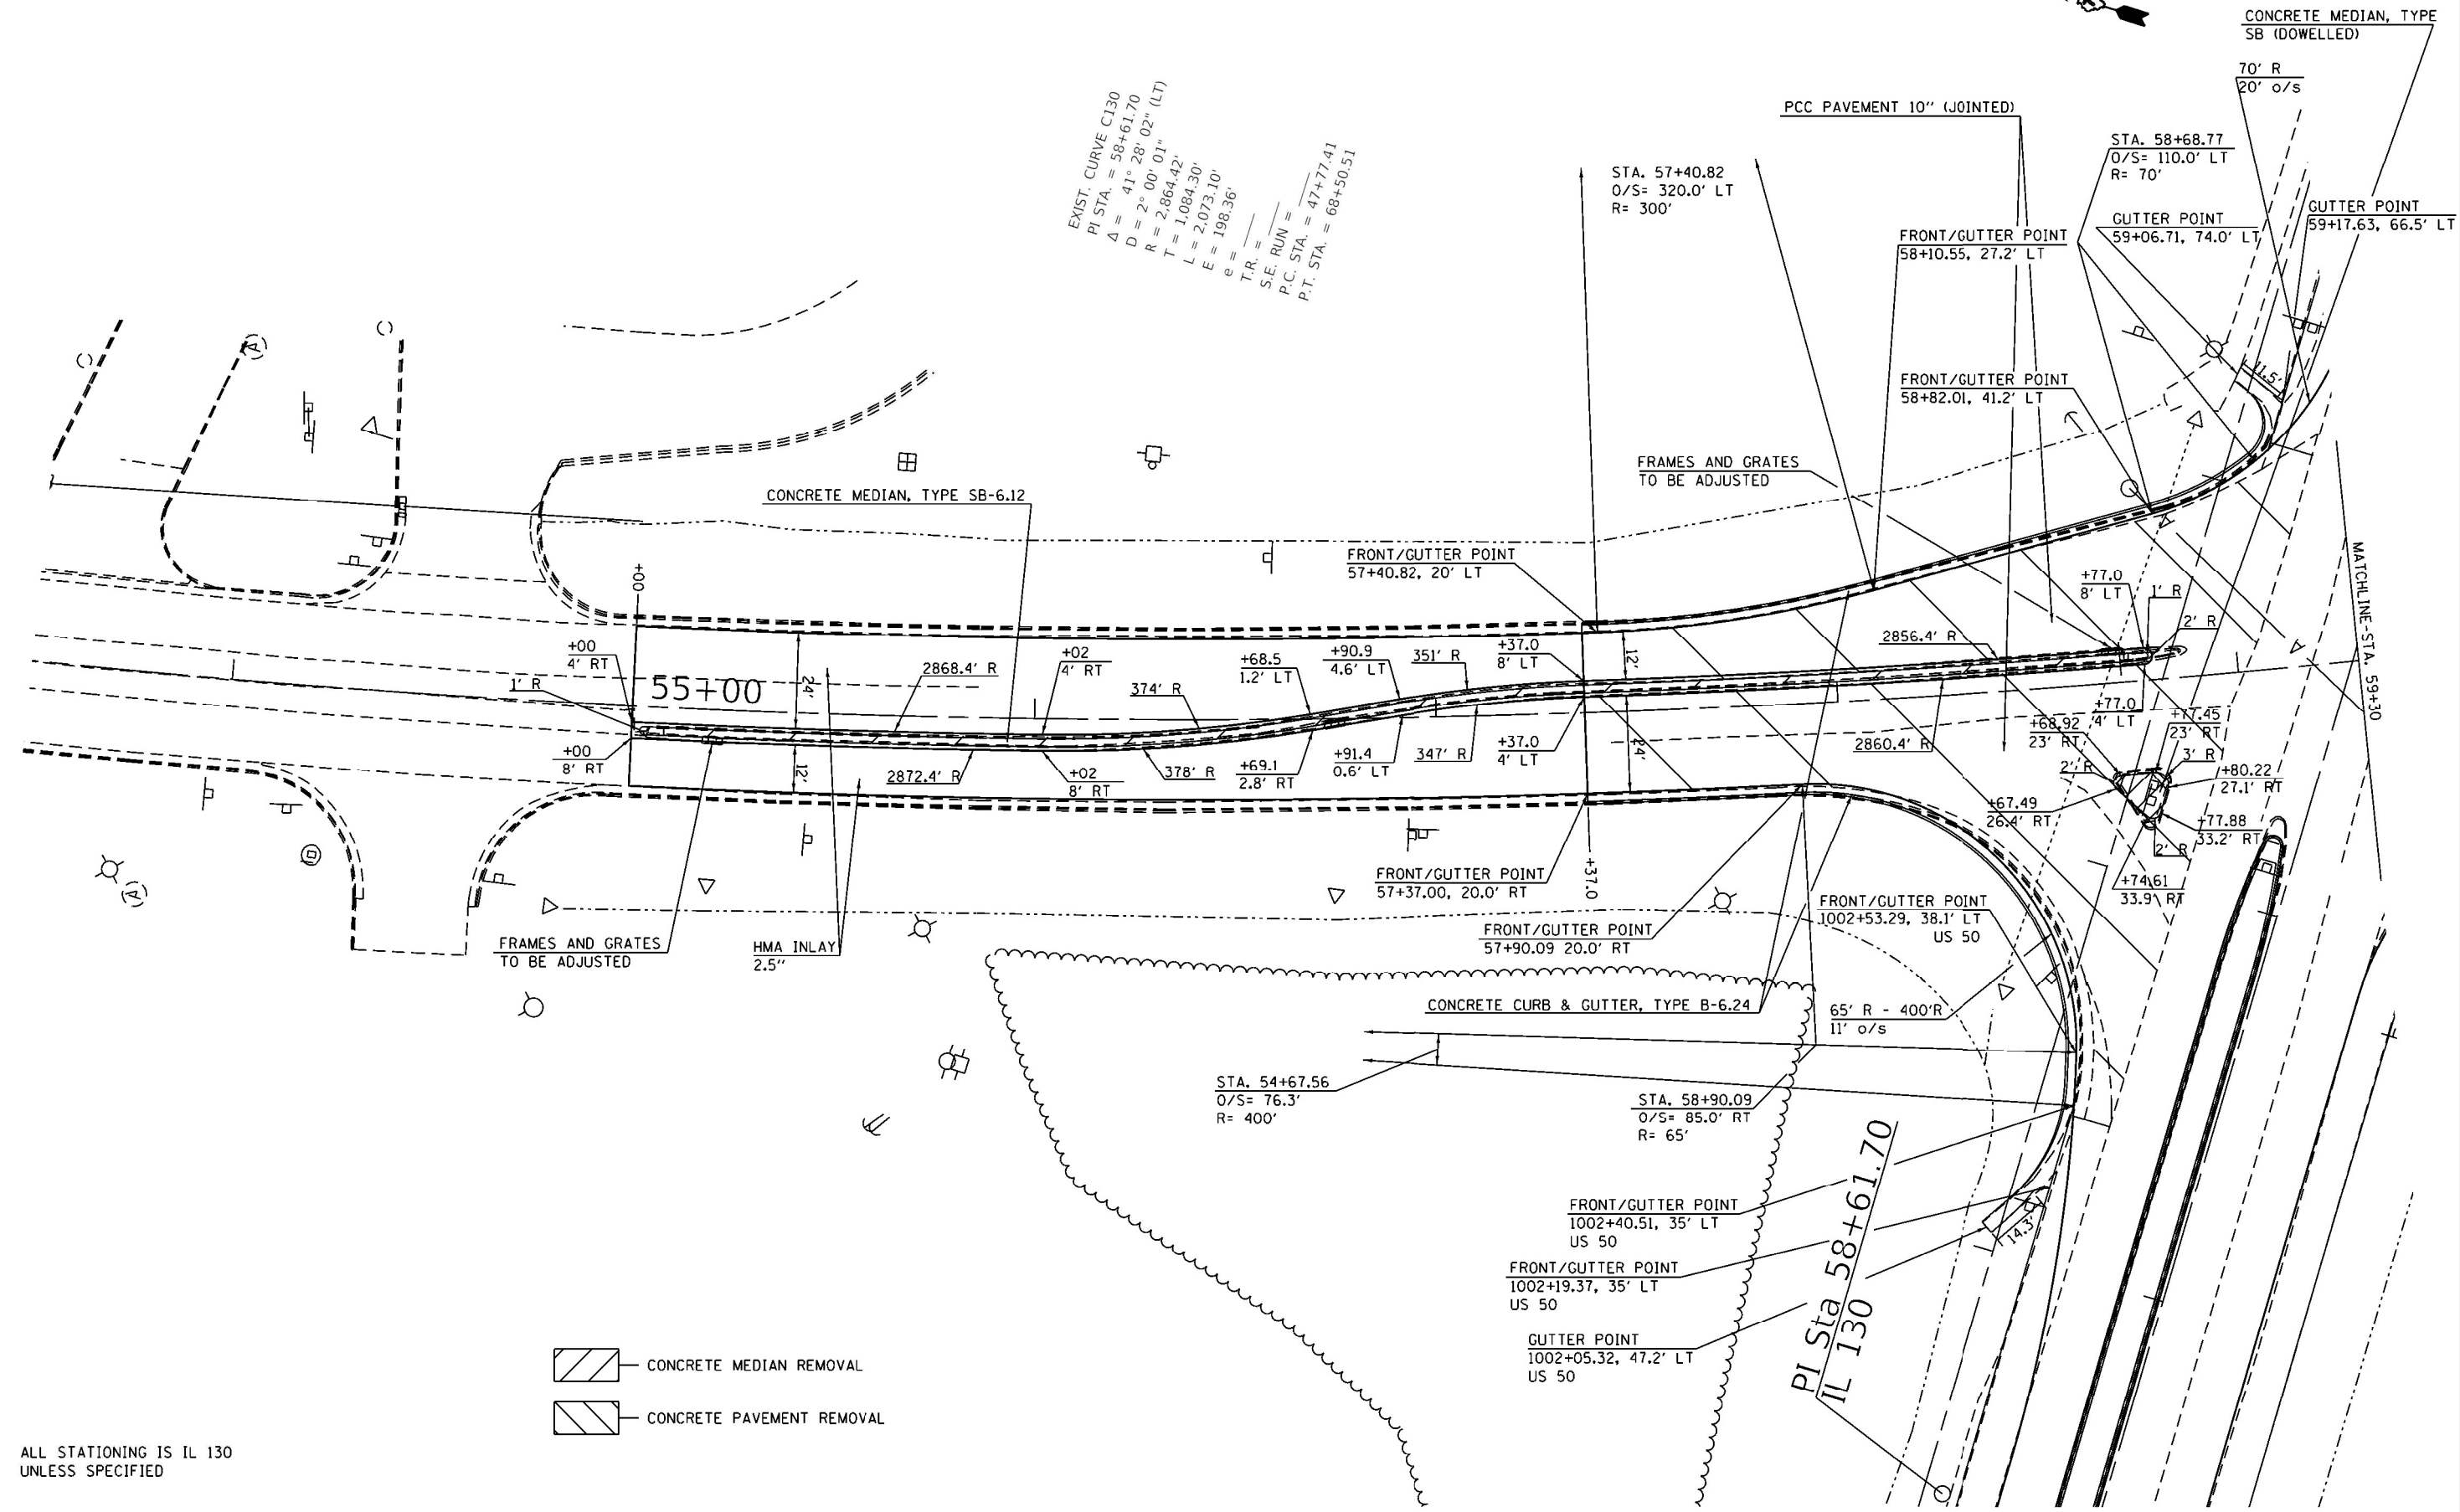 CONCRETE MEDIAN, TYPE
SB (DOWELLED)
70' R
20' o/s
EXIST. CURVE C130
PI STA. = 58+61.70
Δ = 41° 28' 02" (LT)
D = 2° 00' 01"
R = 2,864.42'
T = 1,084.30'
L = 2,073.10'
E = 198.36'
e =
T.R. =
S.E. RUN =
P.C. STA. = 47+77.41
P.T. STA. = 68+50.51
PCC PAVEMENT 10" (JOINTED)
STA. 57+40.82
O/S= 320.0' LT
R= 300'
STA. 58+68.77
O/S= 110.0' LT
R= 70'
GUTTER POINT
59+06.71, 74.0' LT
GUTTER POINT
59+17.63, 66.5' LT
FRONT/GUTTER POINT
58+10.55, 27.2' LT
FRONT/GUTTER POINT
58+82.01, 41.2' LT
11.5'
FRAMES AND GRATES
TO BE ADJUSTED
CONCRETE MEDIAN, TYPE SB-6.12
FRONT/GUTTER POINT
57+40.82, 20' LT
MATCHLINE-STA. 59+30
+00
+00
4' RT
1' R
55+00
24'
2868.4' R
+02
4' RT
374' R
+68.5
1.2' LT
+90.9
4.6' LT
351' R
+37.0
8' LT
12'
2856.4' R
+77.0
8' LT
1' R
2' R
+00
8' RT
12'
2872.4' R
+02
8' RT
378' R
+69.1
2.8' RT
+91.4
0.6' LT
347' R
+37.0
4' LT
24'
2860.4' R
+77.0
4' LT
+68.92
23' RT
+77.45
23' RT
2' R
3' R
+80.22
27.1' RT
+67.49
26.4' RT
+77.88
33.2' RT
2' R
+74.61
33.9' RT
A
A
D
FRONT/GUTTER POINT
57+37.00, 20.0' RT
+37.0
FRAMES AND GRATES
TO BE ADJUSTED
HMA INLAY
2.5"
FRONT/GUTTER POINT
57+90.09 20.0' RT
FRONT/GUTTER POINT
1002+53.29, 38.1' LT
US 50
CONCRETE CURB & GUTTER, TYPE B-6.24
65' R - 400'R
11' o/s
STA. 54+67.56
O/S= 76.3'
R= 400'
STA. 58+90.09
O/S= 85.0' RT
R= 65'
FRONT/GUTTER POINT
1002+40.51, 35' LT
US 50
14.3'
FRONT/GUTTER POINT
1002+19.37, 35' LT
US 50
GUTTER POINT
1002+05.32, 47.2' LT
US 50
PI Sta 58+61.70
IL 130
CONCRETE MEDIAN REMOVAL
CONCRETE PAVEMENT REMOVAL
ALL STATIONING IS IL 130
UNLESS SPECIFIED